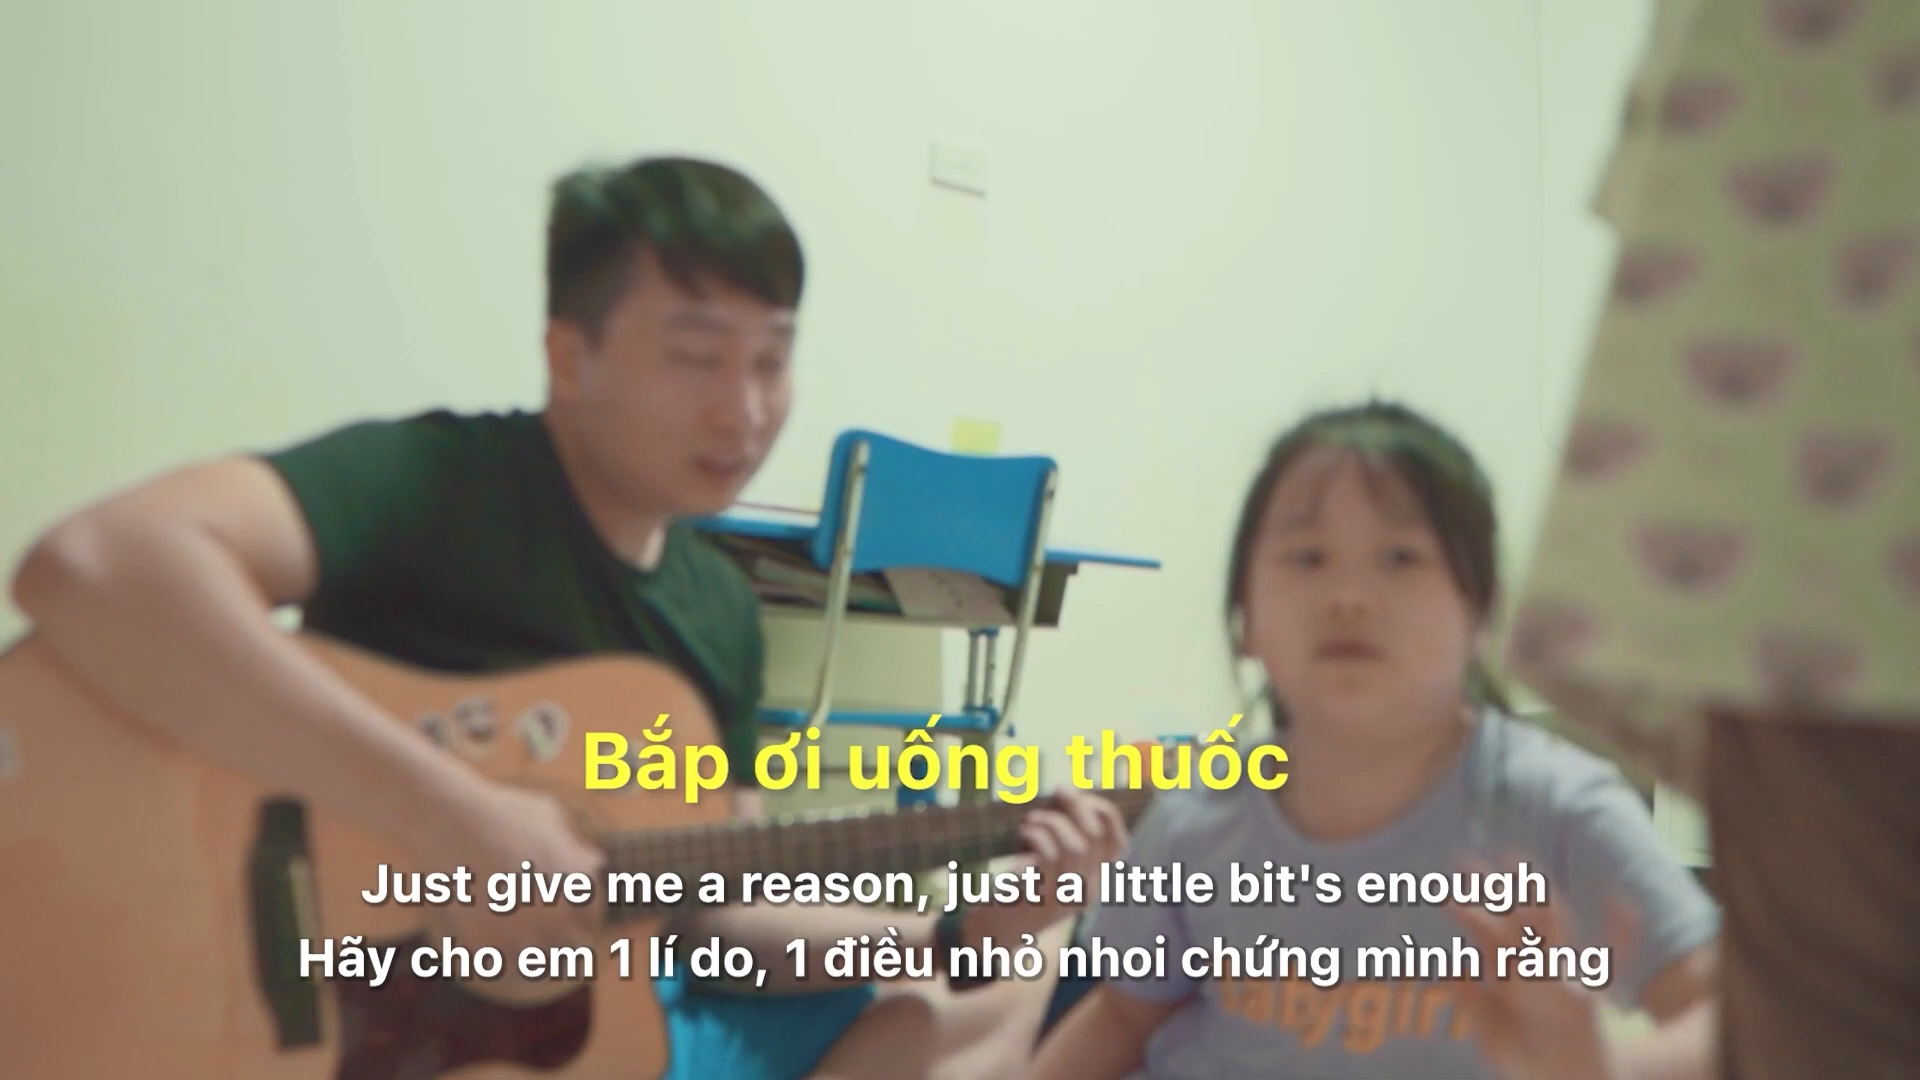 Bắp ơi uống thuốc
Just give me a reason, just a little bit's enough
Hãy cho em 1 lí do, 1 điều nhỏ nhoi chứng mình rằng
babygirl